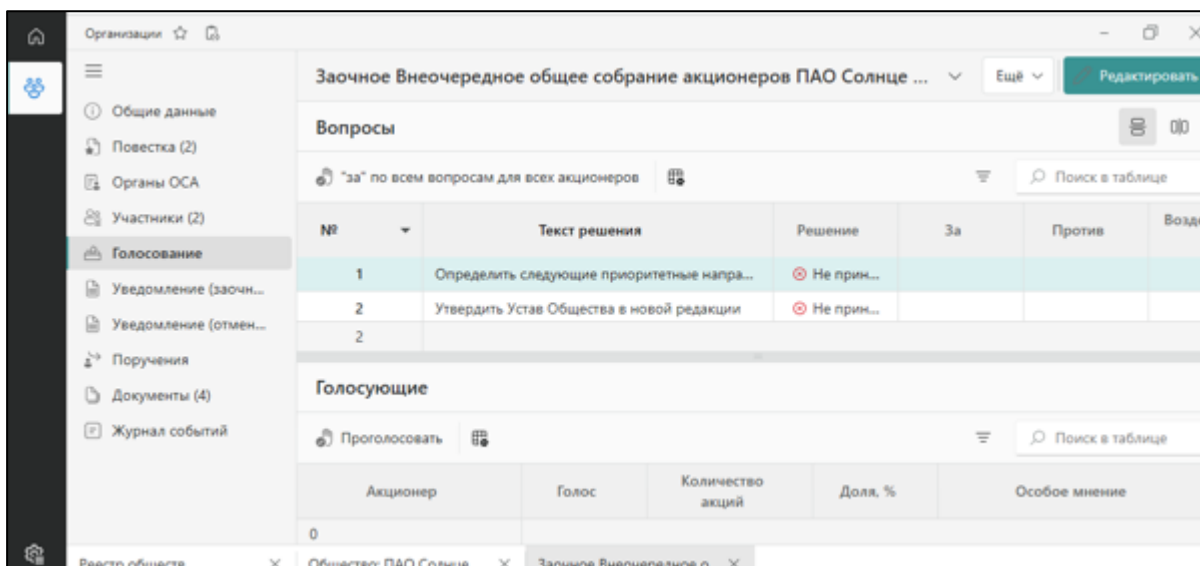 Организации
Заочное Внеочередное общее собрание акционеров ПАО Солнце ...
Ещё
Редактировать
Общие данные
Повестка (2)
Органы ОСА
Участники (2)
Голосование
Уведомление (заочн...
Уведомление (отмен...
Поручения
Документы (4)
Журнал событий
Вопросы
"за" по всем вопросам для всех акционеров
Поиск в таблице
№ Текст решения Решение За Против Возде
1 Определить следующие приоритетные напра... Не прин...
2 Утвердить Устав Общества в новой редакции Не прин...
2
Голосующие
Проголосовать
Поиск в таблице
Акционер Голос Количество акций Доля, % Особое мнение
0
Реестр обществ
Общество: ПАО Солнце
Заочное Внеочередное о